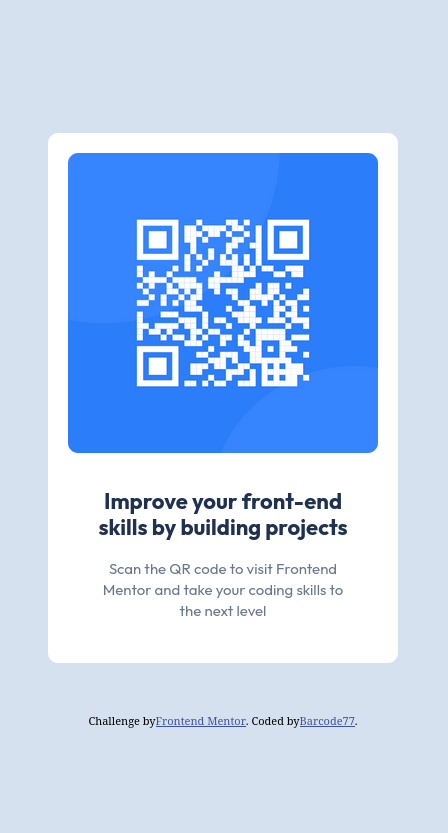 Improve your front-end
skills by building projects
Scan the QR code to visit Frontend
Mentor and take your coding skills to
the next level
Challenge byFrontend Mentor. Coded byBarcode77.